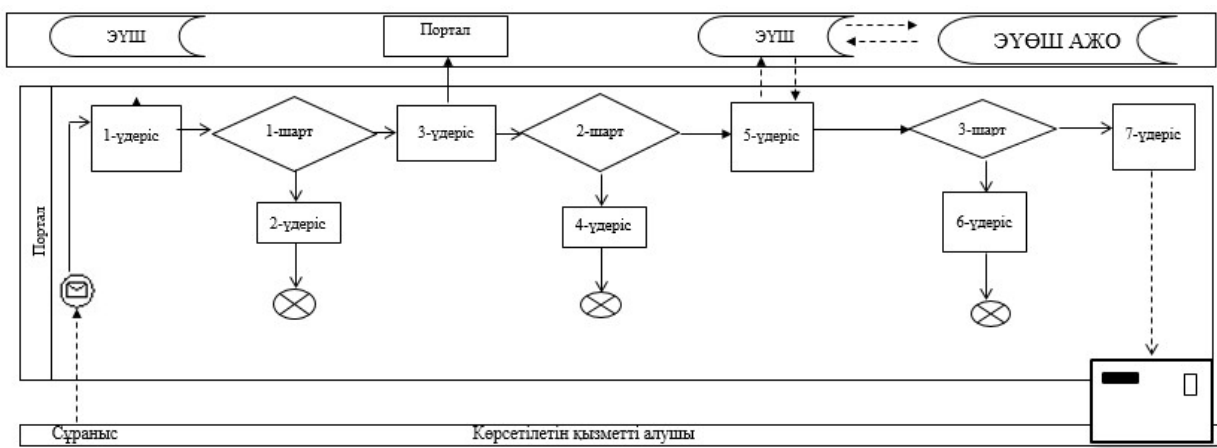 ЭҮШ
Портал
ЭҮШ
ЭҮӨШ АЖО
Портал
1-үдеріс
1-шарт
3-үдеріс
2-шарт
5-үдеріс
3-шарт
7-үдеріс
2-үдеріс
4-үдеріс
6-үдеріс
Сұраныс
Көрсетілетін қызметті алушы